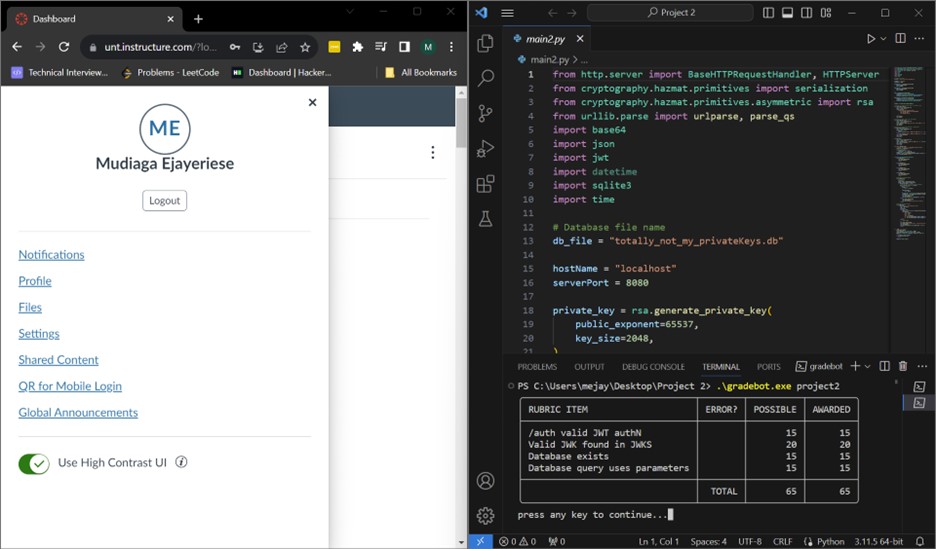 Dashboard
unt.instructure.com/?lo...
M
Technical Interview...
Problems - LeetCode
Dashboard | Hacker...
All Bookmarks
ME
Mudiaga Ejayeriese
Logout
Notifications
Profile
Files
Settings
Shared Content
QR for Mobile Login
Global Announcements
Use High Contrast UI
Project 2
main2.py
main2.py > ...
1 from http.server import BaseHTTPRequestHandler, HTTPServer
2 from cryptography.hazmat.primitives import serialization
3 from cryptography.hazmat.primitives.asymmetric import rsa
4 from urllib.parse import urlparse, parse_qs
5 import base64
6 import json
7 import jwt
8 import datetime
9 import sqlite3
10 import time
11
12 # Database file name
13 db_file = "totally_not_my_privateKeys.db"
14
15 hostName = "localhost"
16 serverPort = 8080
17
18 private_key = rsa.generate_private_key(
19 public_exponent=65537,
20 key_size=2048,
21 )
PROBLEMS OUTPUT DEBUG CONSOLE TERMINAL PORTS gradebot
PS C:\Users\mejay\Desktop\Project 2> .\gradebot.exe project2
RUBRIC ITEM ERROR? POSSIBLE AWARDED
/auth valid JWT authN 15 15
Valid JWK found in JWKS 20 20
Database exists 15 15
Database query uses parameters 15 15
TOTAL 65 65
press any key to continue...
0 0 0 Ln 1, Col 1 Spaces: 4 UTF-8 CRLF Python 3.11.5 64-bit